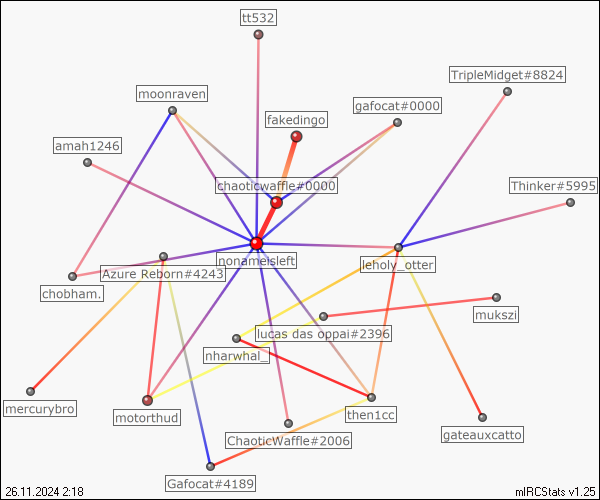 tt532
TripleMidget#8824
moonraven
gafocat#0000
fakedingo
amah1246
chaoticwaffle#0000
Thinker#5995
nonameisleft
leholy_otter
Azure Reborn#4243
chobham.
mukszi
lucas das oppai#2396
nharwhal_
mercurybro
then1cc
motorthud
gateauxcatto
ChaoticWaffle#2006
Gafocat#4189
26.11.2024 2:18
mIRCStats v1.25